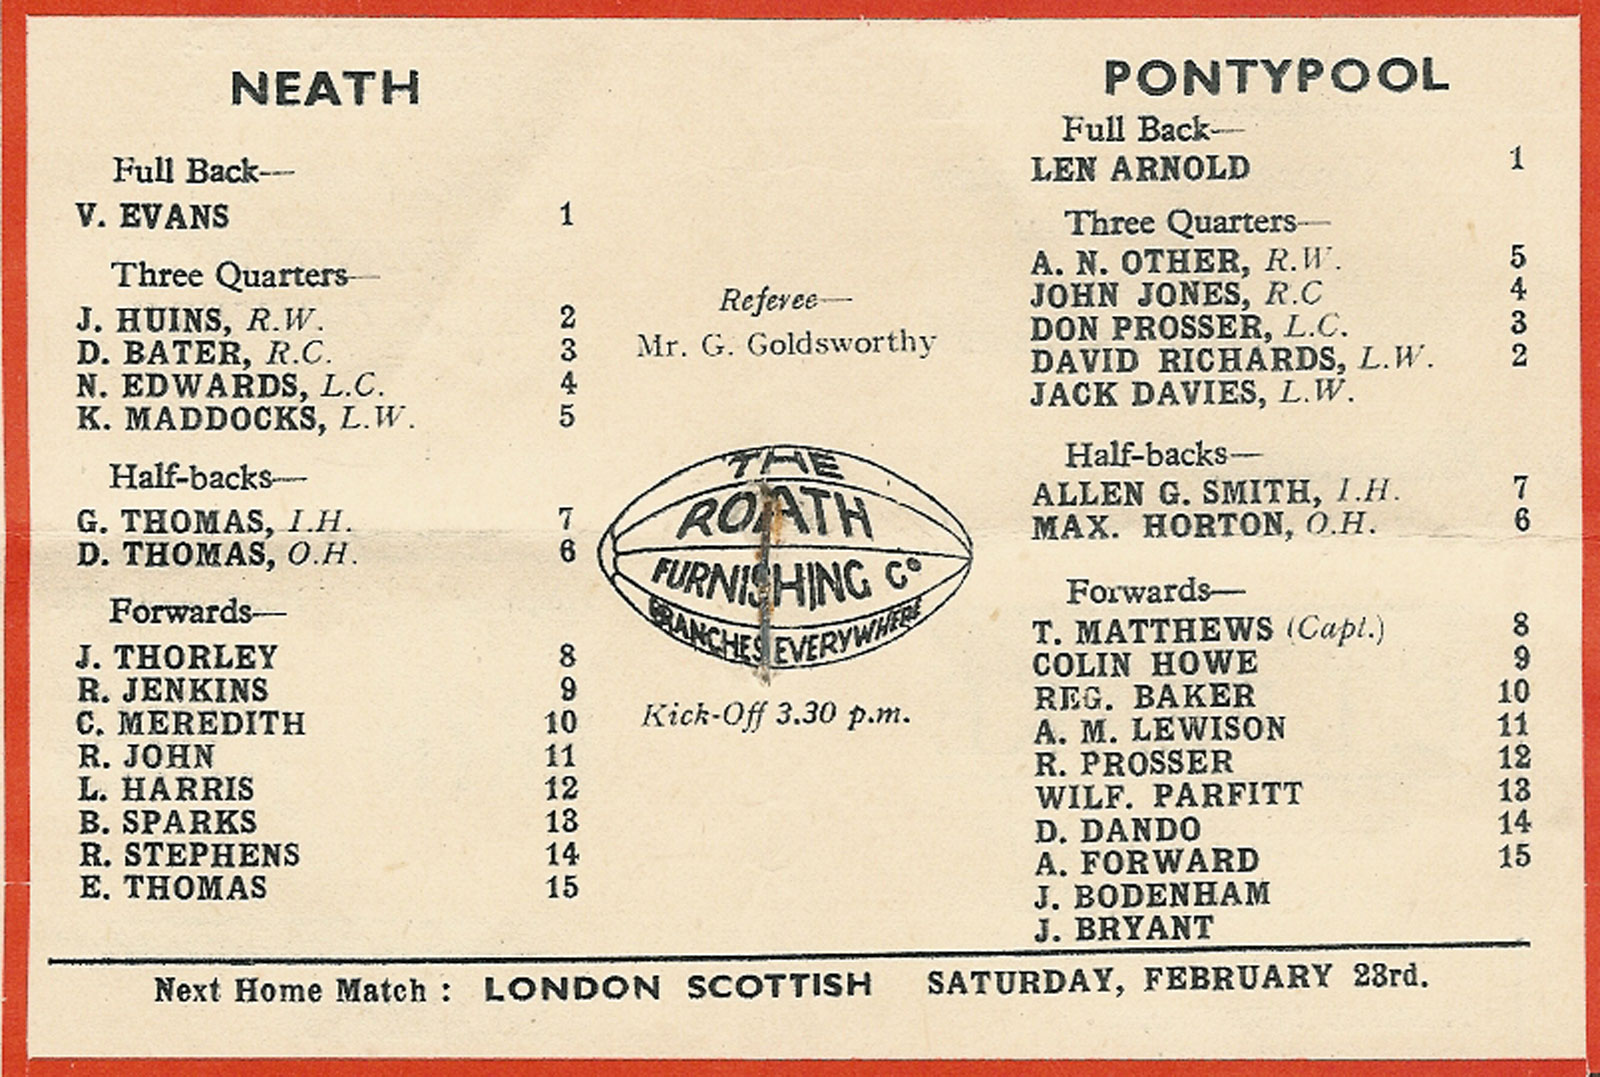 NEATH
Full Back—
V. EVANS 1
Three Quarters—
J. HUINS, R.W. 2
D. BATER, R.C. 3
N. EDWARDS, L.C. 4
K. MADDOCKS, L.W. 5
Half-backs—
G. THOMAS, I.H. 7
D. THOMAS, O.H. 6
Forwards—
J. THORLEY 8
R. JENKINS 9
C. MEREDITH 10
R. JOHN 11
L. HARRIS 12
B. SPARKS 13
R. STEPHENS 14
E. THOMAS 15
Referee—
Mr. G. Goldsworthy
THE
ROATH
FURNISHING Co
BRANCHES EVERYWHERE
Kick-Off 3.30 p.m.
PONTYPOOL
Full Back—
LEN ARNOLD 1
Three Quarters—
A. N. OTHER, R.W. 5
JOHN JONES, R.C 4
DON PROSSER, L.C. 3
DAVID RICHARDS, L.W. 2
JACK DAVIES, L.W.
Half-backs—
ALLEN G. SMITH, I.H. 7
MAX. HORTON, O.H. 6
Forwards—
T. MATTHEWS (Capt.) 8
COLIN HOWE 9
REG. BAKER 10
A. M. LEWISON 11
R. PROSSER 12
WILF. PARFITT 13
D. DANDO 14
A. FORWARD 15
J. BODENHAM
J. BRYANT
Next Home Match : LONDON SCOTTISH SATURDAY, FEBRUARY 23rd.